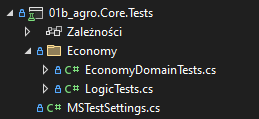 01b_agro.Core.Tests
Zależności
Economy
C# EconomyDomainTests.cs
C# LogicTests.cs
C# MSTestSettings.cs